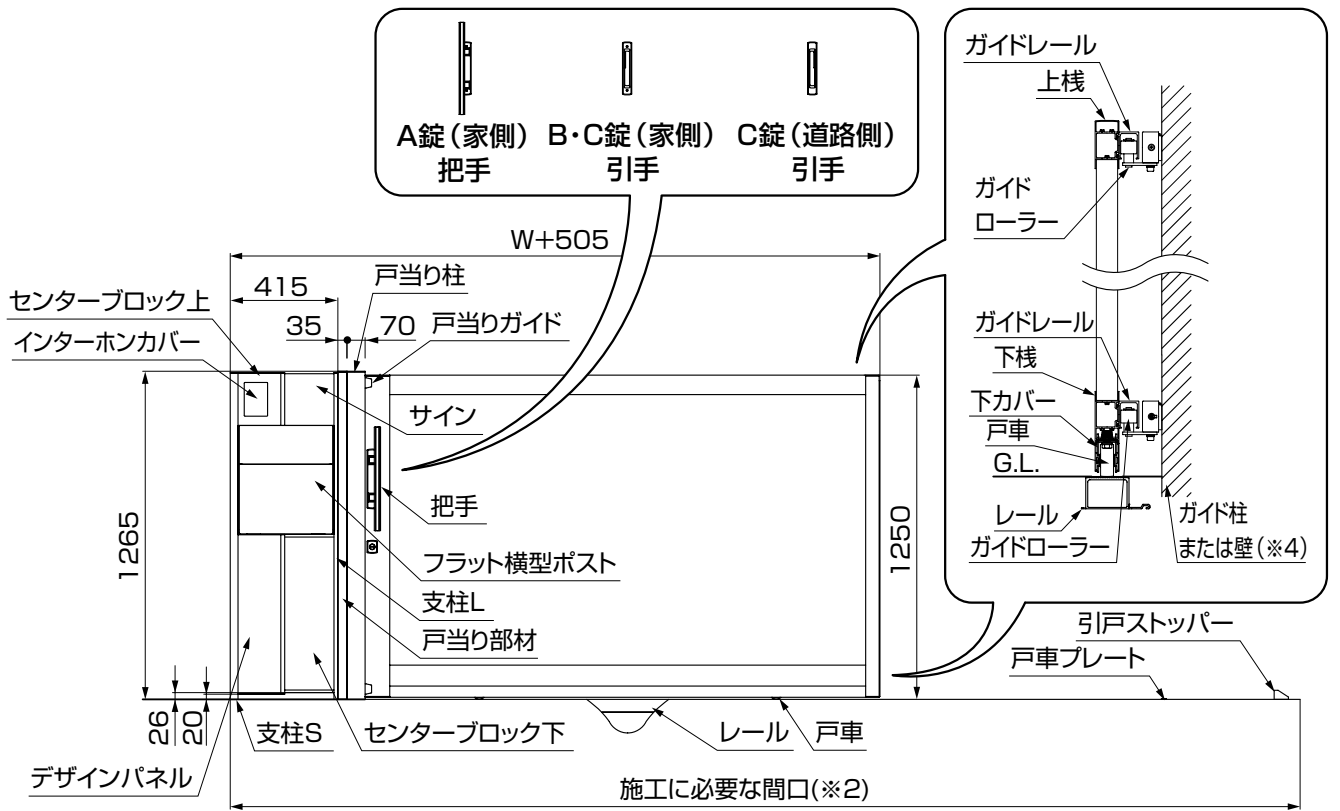 A錠(家側)
把手
B・C錠(家側)
引手
C錠(道路側)
引手
ガイドレール
上桟
ガイド
ローラー
ガイドレール
下桟
下カバー
戸車
G.L.
レール
ガイドローラー
ガイド柱
または壁(※4)
W+505
415
戸当り柱
35
70
戸当りガイド
センターブロック上
インターホンカバー
サイン
把手
フラット横型ポスト
支柱L
戸当り部材
1265
1250
引戸ストッパー
戸車プレート
26
20
支柱S
センターブロック下
レール
戸車
デザインパネル
施工に必要な間口(※2)